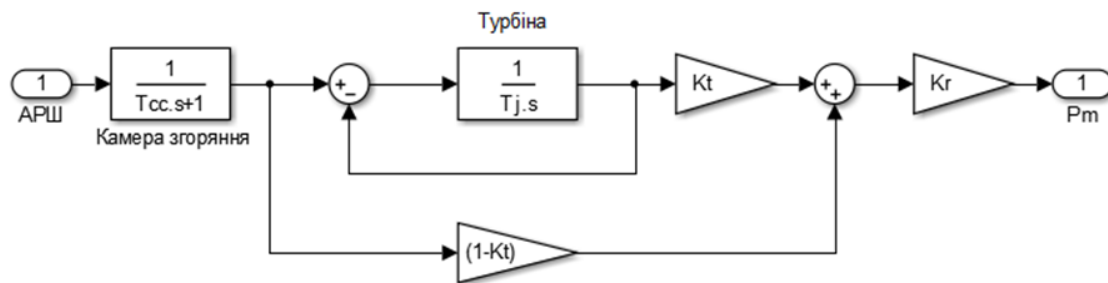 Турбіна
1
АРШ
1
Tcc.s+1
Камера згоряння
+
−
1
Tj.s
Kt
(1-Kt)
+
+
Kr
1
Pm